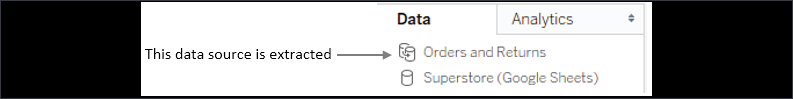 Data
Analytics
This data source is extracted
Orders and Returns
Superstore (Google Sheets)